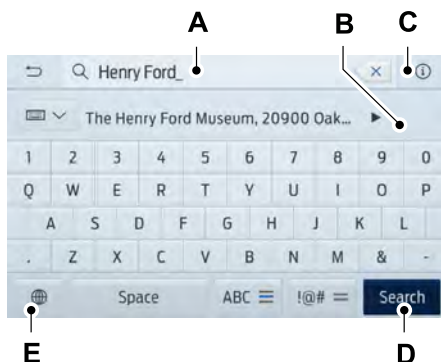 A B C
Henry Ford_
The Henry Ford Museum, 20900 Oak...
1 2 3 4 5 6 7 8 9 0
Q W E R T Y U I O P
A S D F G H J K L
. Z X C V B N M & -
Space ABC !@# = Search
E D